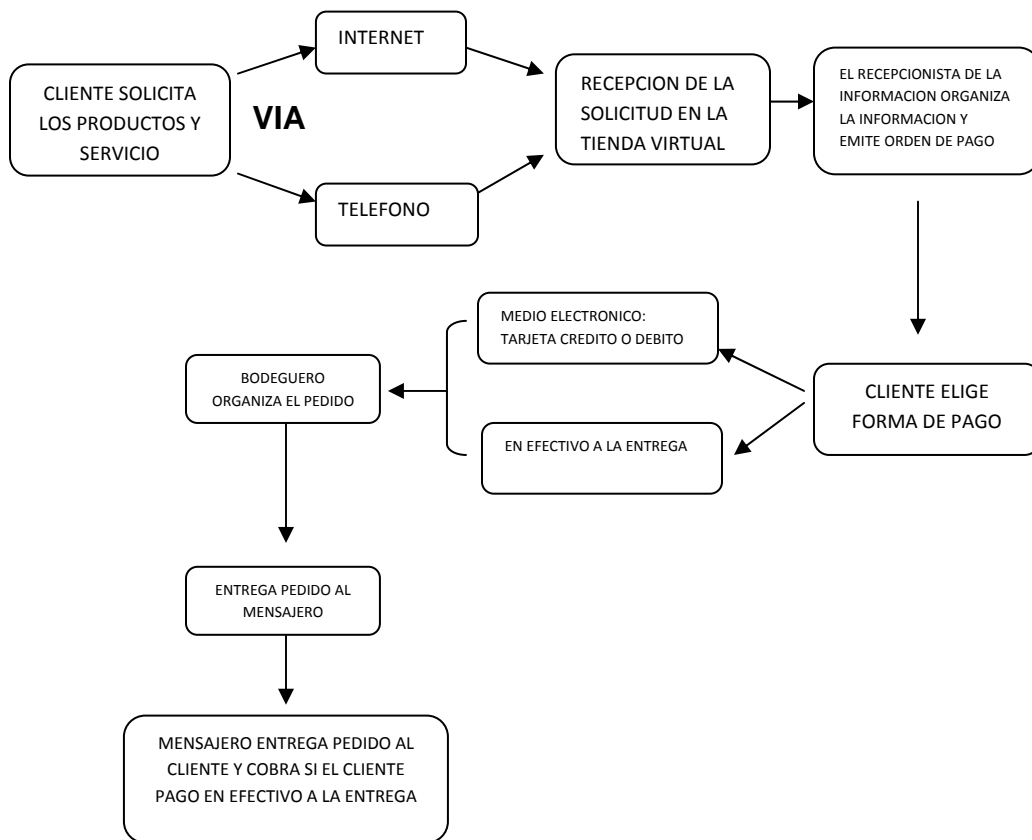 CLIENTE SOLICITA
LOS PRODUCTOS Y
SERVICIO
VIA
INTERNET
TELEFONO
RECEPCION DE LA
SOLICITUD EN LA
TIENDA VIRTUAL
EL RECEPCIONISTA DE LA
INFORMACION ORGANIZA
LA INFORMACION Y
EMITE ORDEN DE PAGO
CLIENTE ELIGE
FORMA DE PAGO
MEDIO ELECTRONICO:
TARJETA CREDITO O DEBITO
EN EFECTIVO A LA ENTREGA
BODEGUERO
ORGANIZA EL PEDIDO
ENTREGA PEDIDO AL
MENSAJERO
MENSAJERO ENTREGA PEDIDO AL
CLIENTE Y COBRA SI EL CLIENTE
PAGO EN EFECTIVO A LA ENTREGA